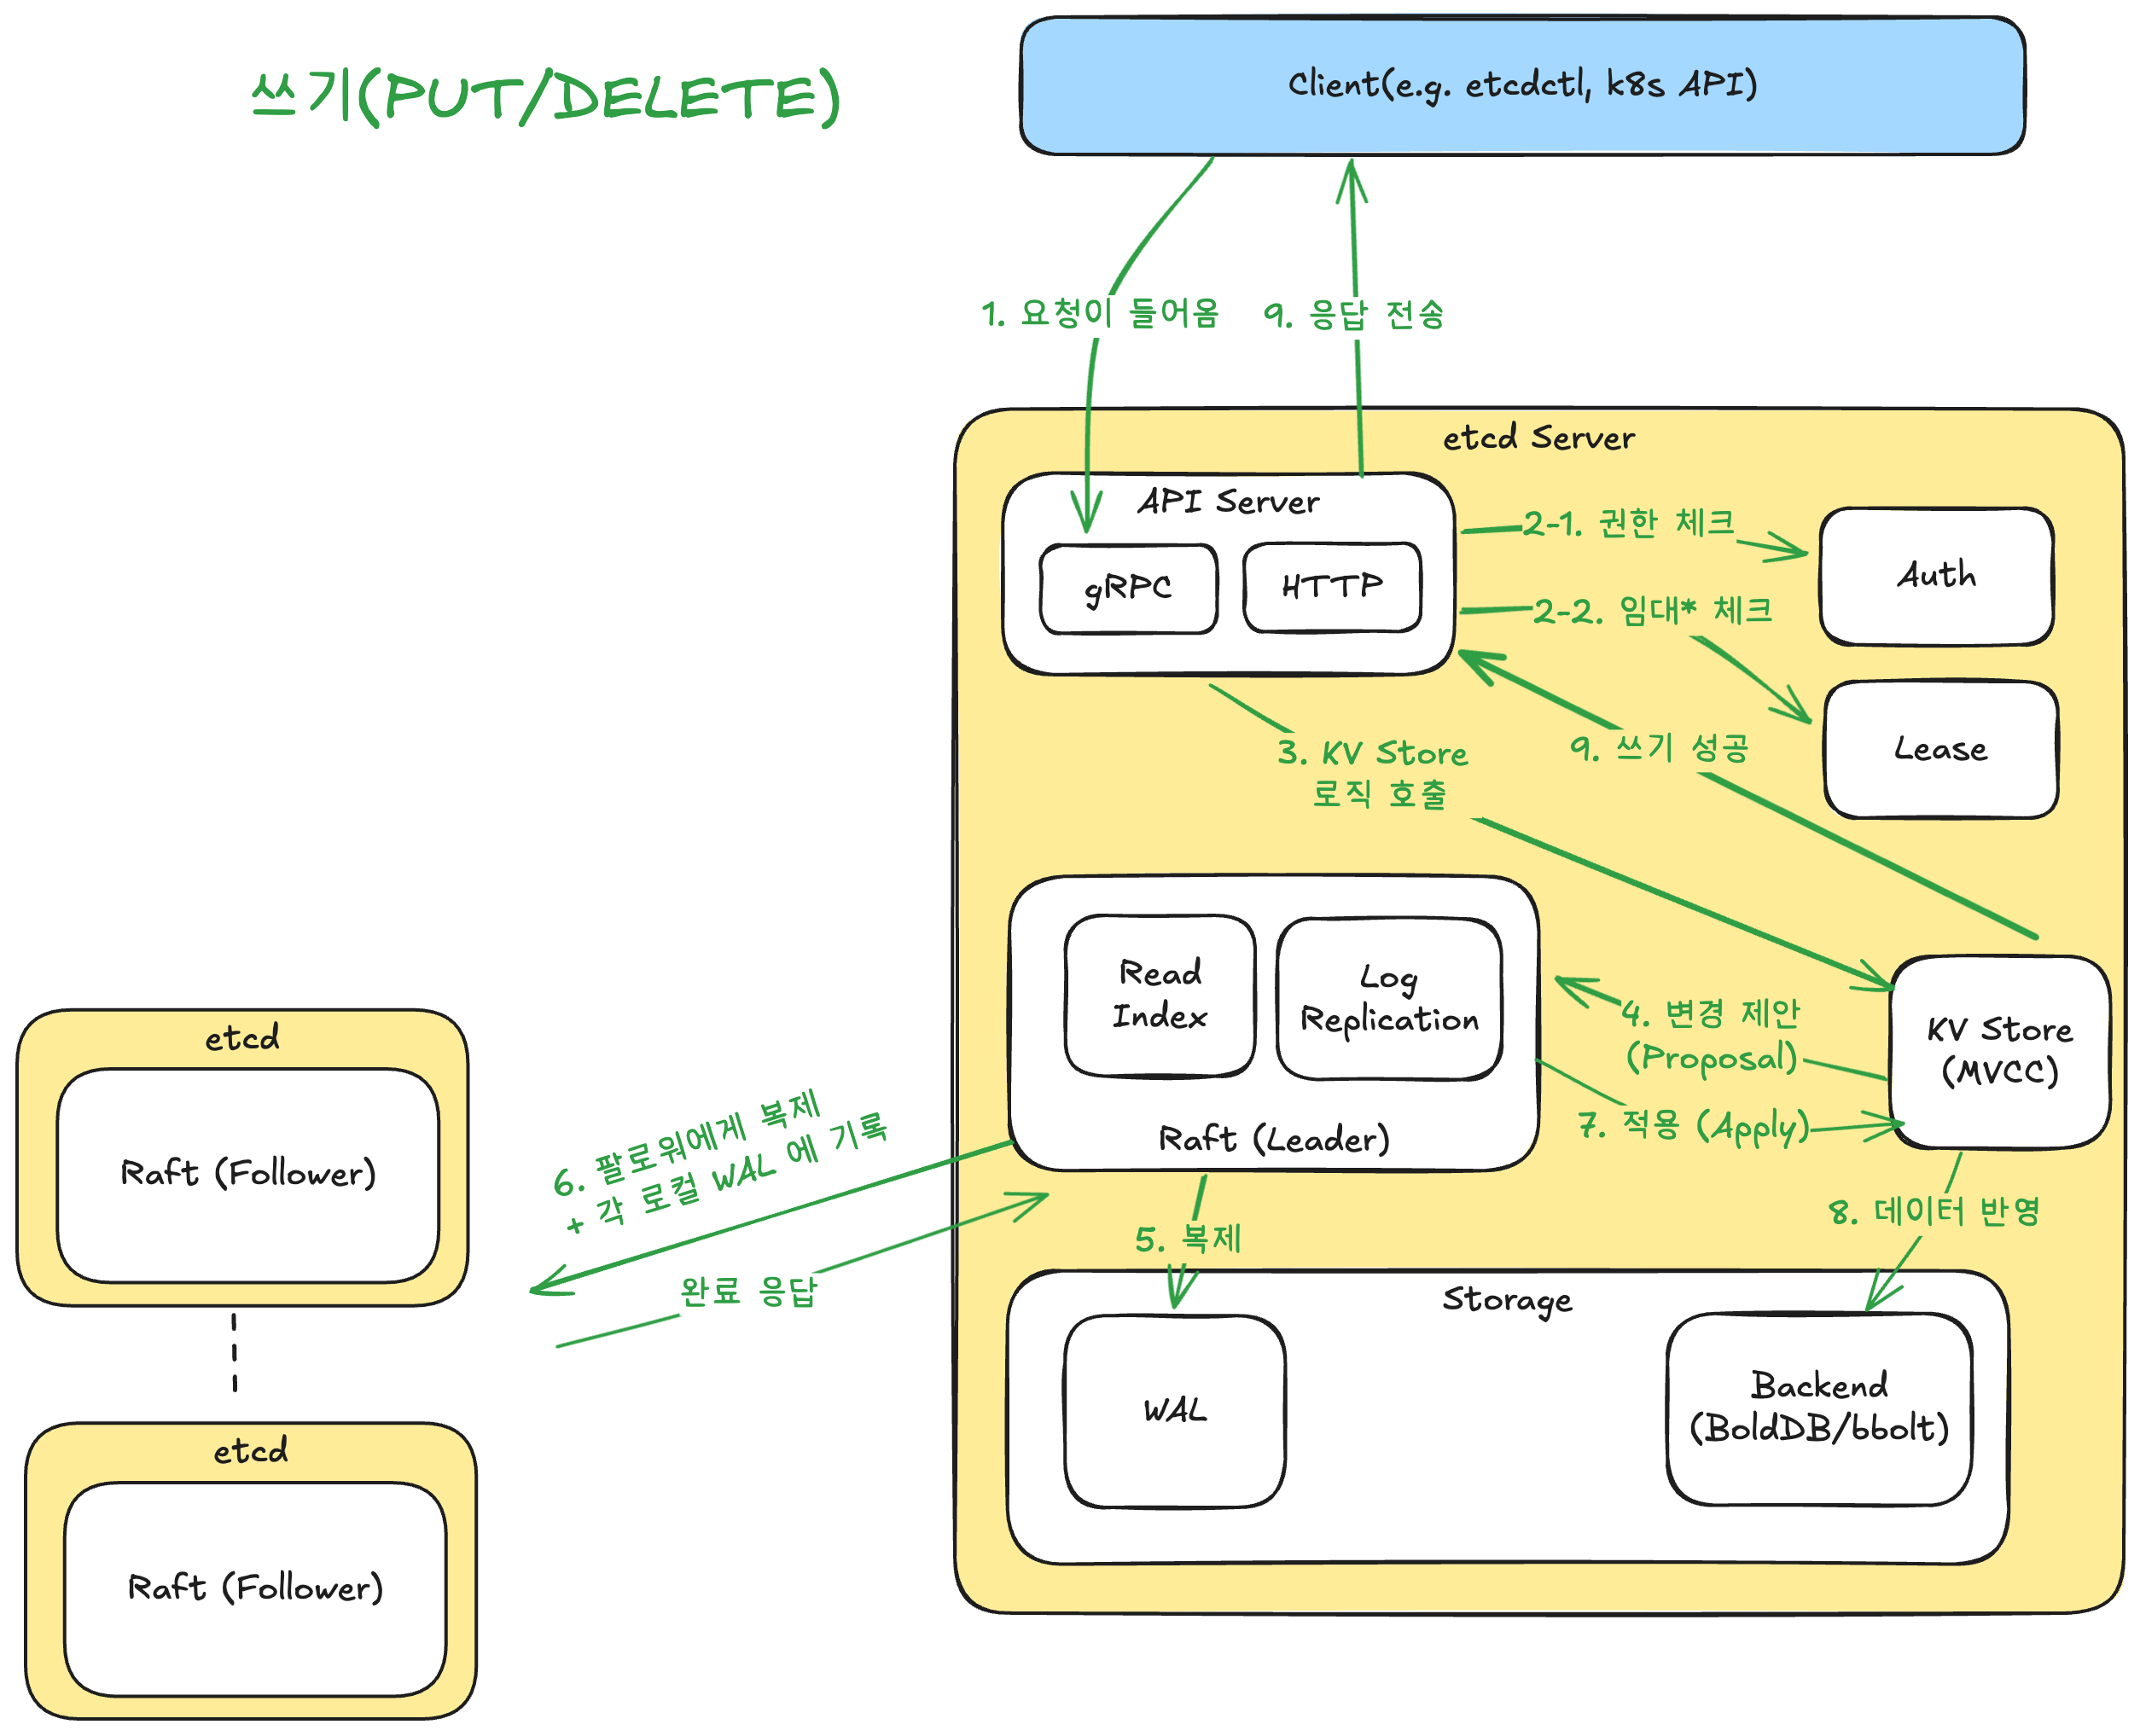 쓰기(PUT/DELETE)
Client(e.g. etcdctl, k8s API)
1. 요청이 들어옴
9. 응답 전송
etcd Server
API Server
gRPC
HTTP
2-1. 권한 체크
Auth
2-2. 임대* 체크
Lease
3. KV Store
로직 호출
9. 쓰기 성공
Read
Index
Log
Replication
Raft (Leader)
4. 변경 제안
(Proposal)
KV Store
(MVCC)
7. 적용 (Apply)
etcd
Raft (Follower)
6. 팔로워에게 복제
+ 각 로컬 WAL 에 기록
완료 응답
5. 복제
8. 데이터 반영
Storage
WAL
Backend
(BoldDB/bbolt)
etcd
Raft (Follower)